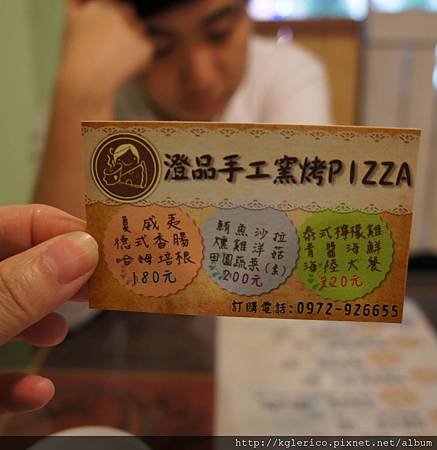 澄品手工窯烤PIZZA
夏威夷
德式香腸
哈姆培根
180元
鮪魚沙拉
燻雞洋菇
田園蔬菜(素)
200元
泰式檸檬雞
青醬海鮮
海陸大餐
220元
訂購電話:0972-926655
http://kglerico.pixnet.net/album